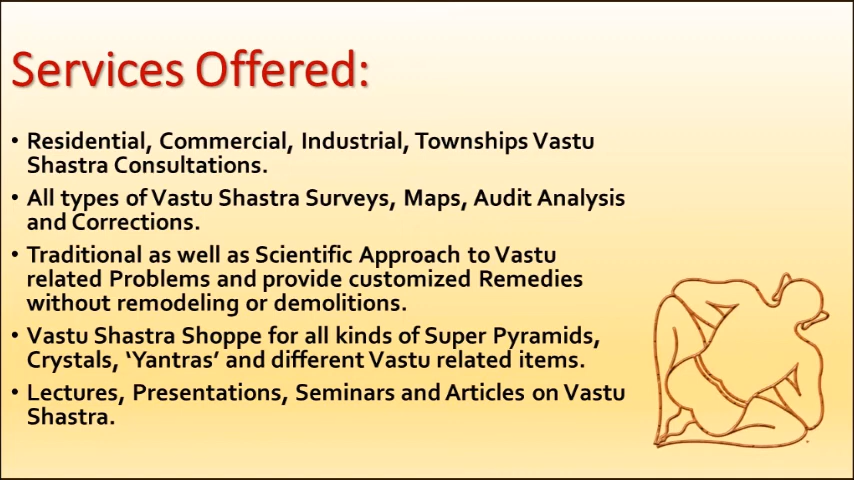 Services Offered:
• Residential, Commercial, Industrial, Townships Vastu
Shastra Consultations.
• All types of Vastu Shastra Surveys, Maps, Audit Analysis
and Corrections.
• Traditional as well as Scientific Approach to Vastu
related Problems and provide customized Remedies
without remodeling or demolitions.
• Vastu Shastra Shoppe for all kinds of Super Pyramids,
Crystals, ‘Yantras’ and different Vastu related items.
• Lectures, Presentations, Seminars and Articles on Vastu
Shastra.